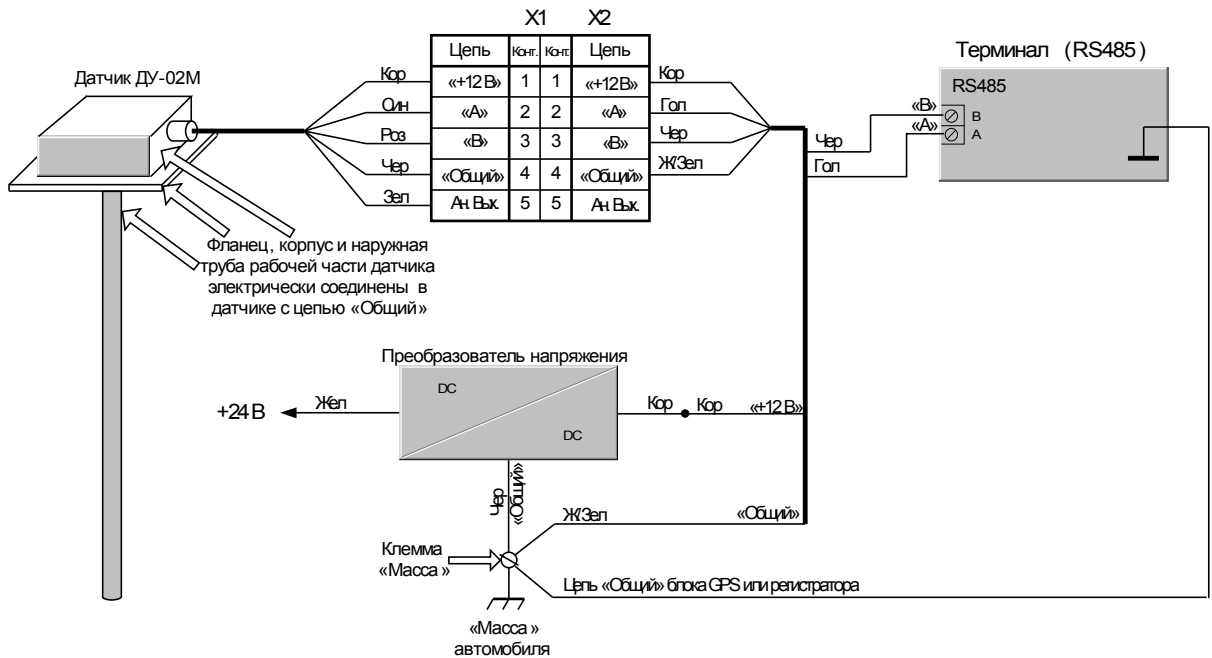 X1 X2
Цепь Конт. Конт. Цепь
«+12 В» 1 1 «+12 В»
«А» 2 2 «А»
«В» 3 3 «В»
«Общий» 4 4 «Общий»
Ан. Вых. 5 5 Ан. Вых.
Датчик ДУ-02М
Кор
Син
Роз
Чер
Зел
Кор
Гол
Чер
Ж/Зел
Терминал (RS485)
RS485
«В» В
«А» А
Чер
Гол
Фланец, корпус и наружная
труба рабочей части датчика
электрически соединены в
датчике с цепью «Общий»
Преобразователь напряжения
DC
DC
+24 В
Жел
Кор Кор «+12 В»
Чер
«Общий»
Ж/Зел «Общий»
Клемма
«Масса»
Цепь «Общий» блока GPS или регистратора
«Масса»
автомобиля